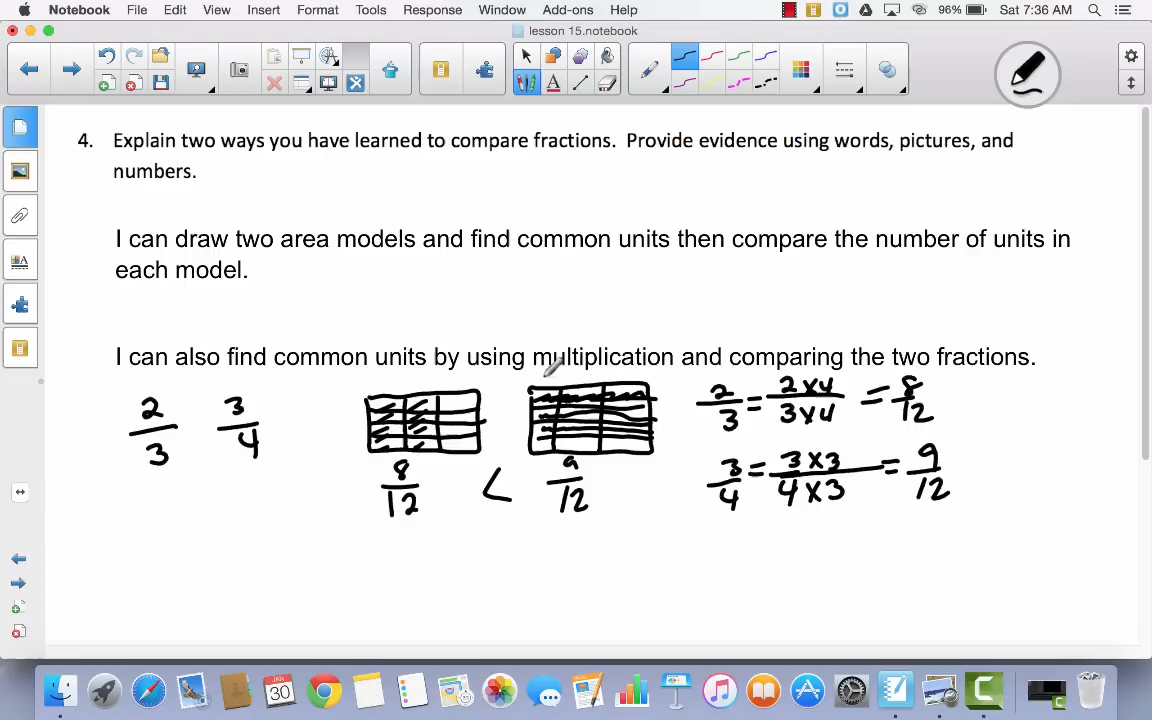 Notebook File Edit View Insert Format Tools Response Window Add-ons Help 96% Sat 7:36 AM
lesson 15.notebook
4. Explain two ways you have learned to compare fractions. Provide evidence using words, pictures, and
numbers.
I can draw two area models and find common units then compare the number of units in
each model.
I can also find common units by using multiplication and comparing the two fractions.
2/3 3/4 2/3 = 2x4/3x4 = 8/12
8/12 < 9/12 3/4 = 3x3/4x3 = 9/12
JAN
30